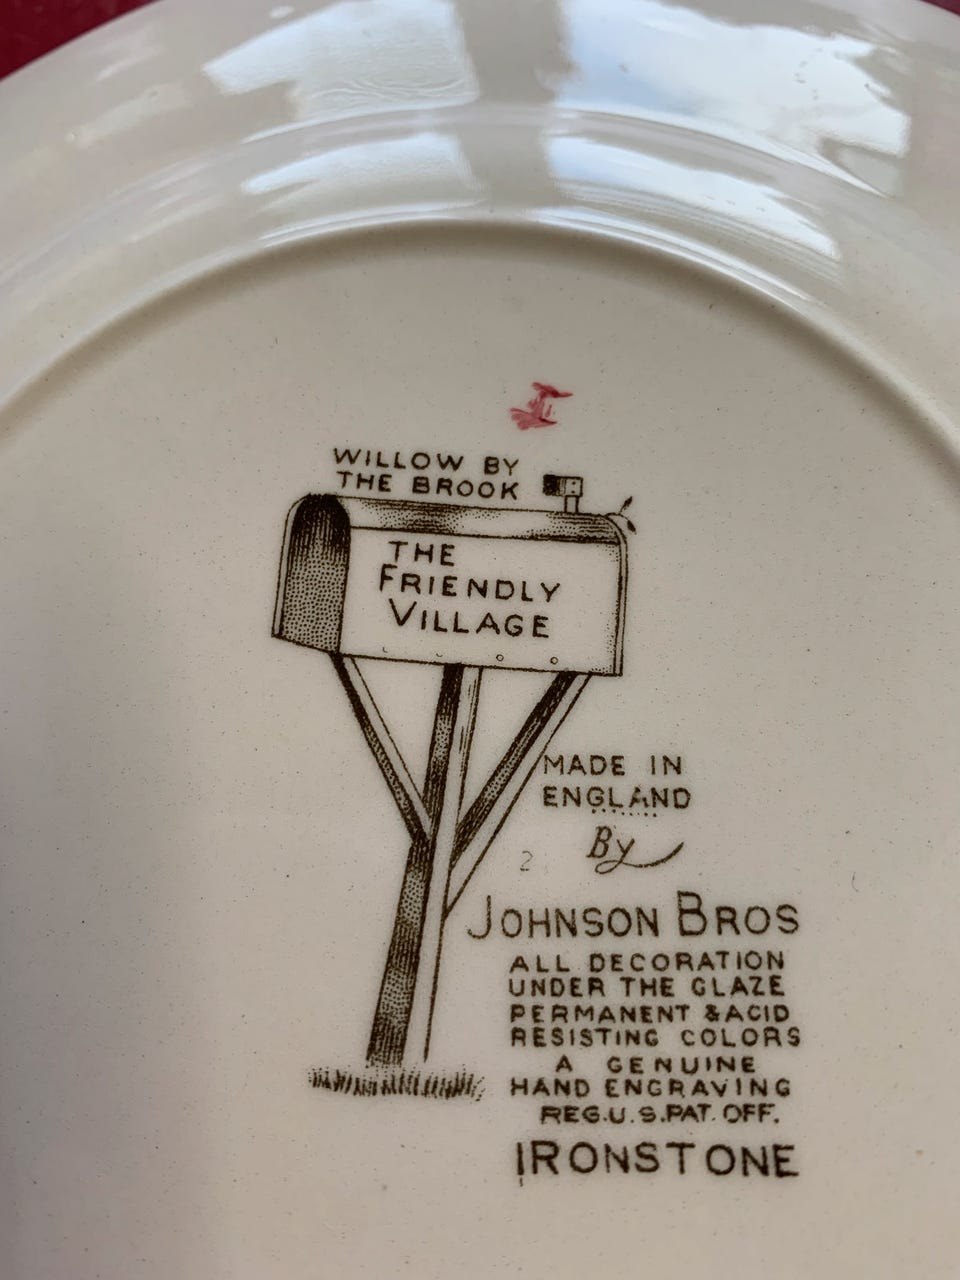 WILLOW BY
THE BROOK
THE
FRIENDLY
VILLAGE
MADE IN
ENGLAND
By
2
JOHNSON BROS
ALL DECORATION
UNDER THE GLAZE
PERMANENT & ACID
RESISTING COLORS
A GENUINE
HAND ENGRAVING
REG. U.S. PAT. OFF.
IRONSTONE